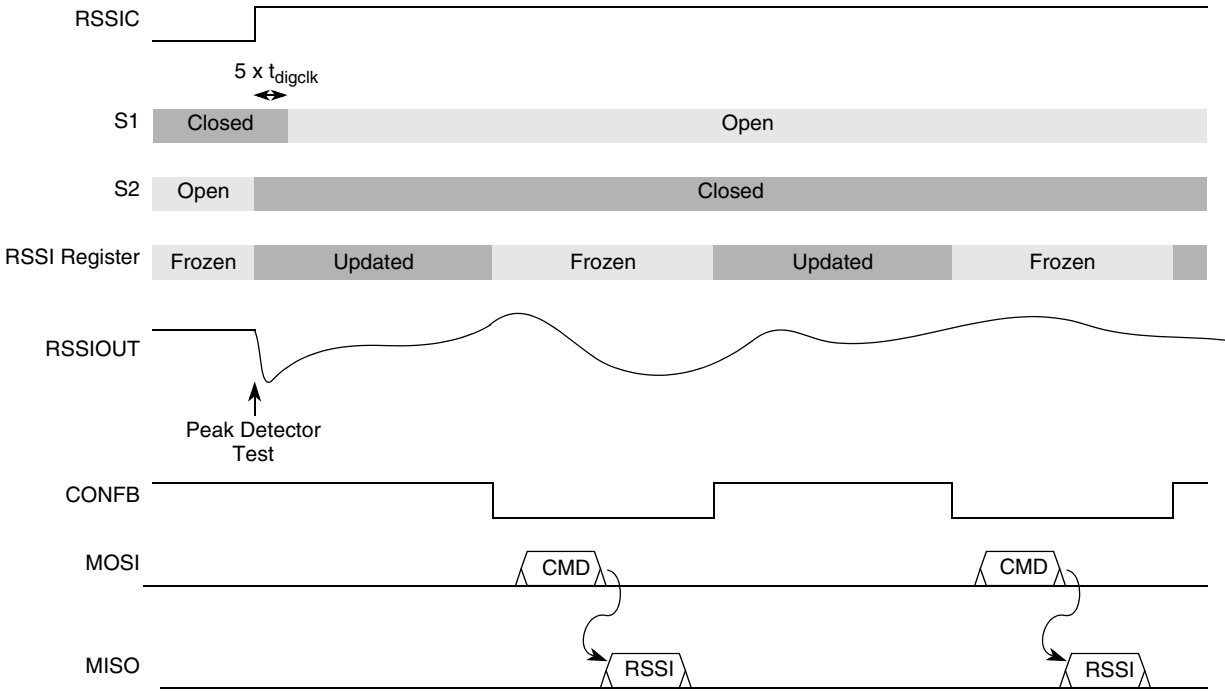 RSSIC
5 x t_digclk
S1 Closed Open
S2 Open Closed
RSSI Register Frozen Updated Frozen Updated Frozen
RSSIOUT
Peak Detector
Test
CONFB
MOSI CMD CMD
MISO RSSI RSSI